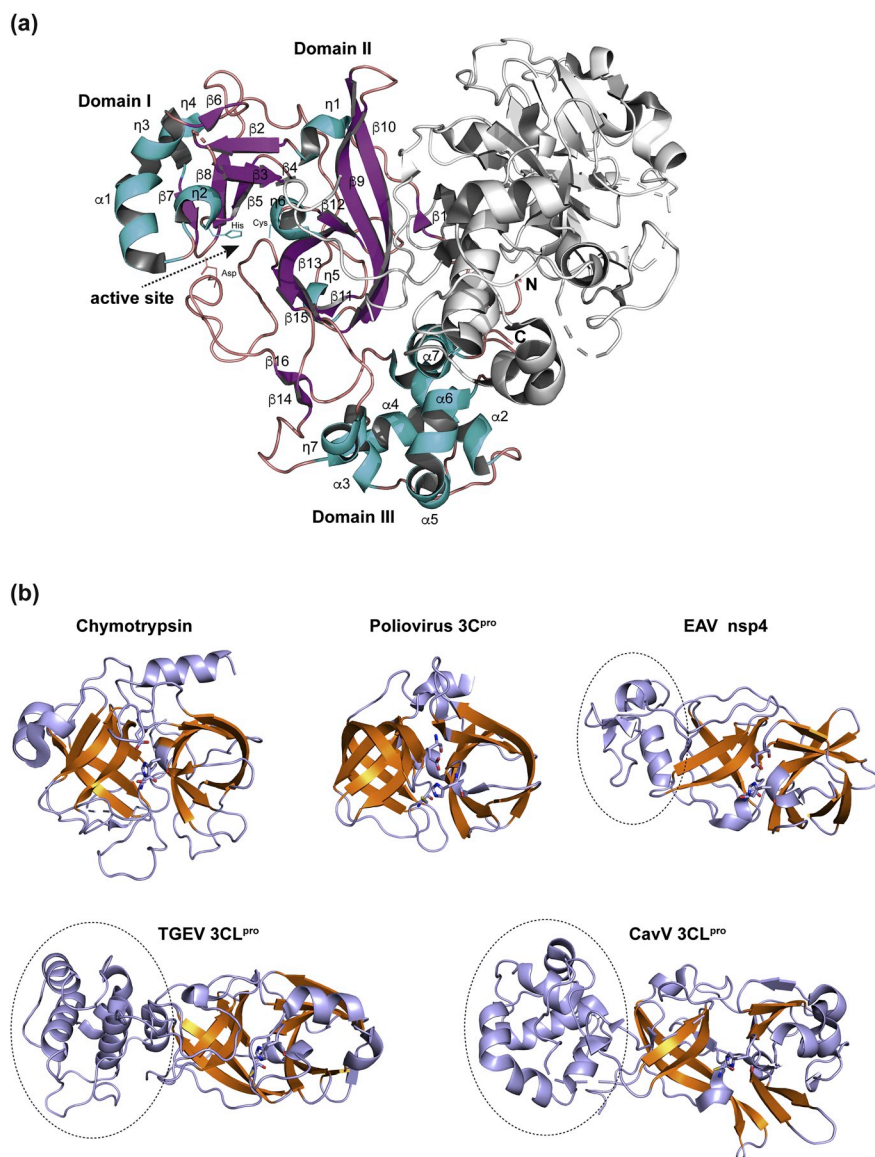 (a)
Domain II
Domain I
β6
η4
η1
η3
β2
β10
β4
β8
β3
β9
α1
η2
β7
β5
η6
β12
β1
His
Cys
β13
Asp
η5
active site
N
β11
β15
C
α7
β16
α6
β14
α4
α2
η7
α3
Domain III
α5
(b)
Chymotrypsin
Poliovirus 3Cpro
EAV nsp4
TGEV 3CLpro
CavV 3CLpro